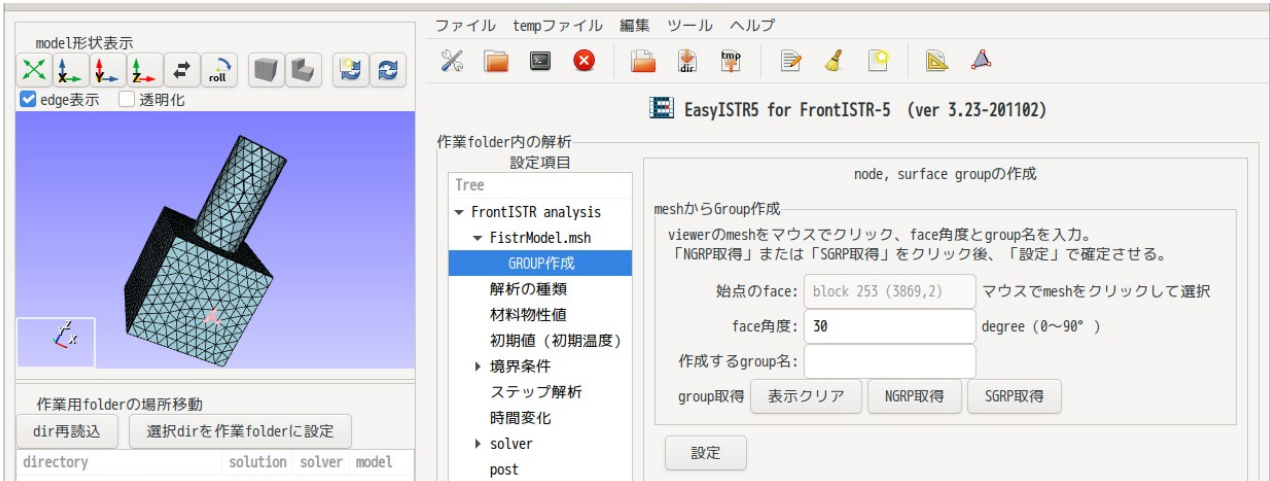 model形状表示
X Y Z roll
edge表示 透明化
Z
X
作業用folderの場所移動
dir再読込 選択dirを作業folderに設定
directory solution solver model
ファイル tempファイル 編集 ツール ヘルプ
dir tmp
EasyISTR5 for FrontISTR-5 (ver 3.23-201102)
作業folder内の解析
設定項目
Tree
FrontISTR analysis
FistrModel.msh
GROUP作成
解析の種類
材料物性値
初期値（初期温度）
境界条件
ステップ解析
時間変化
solver
post
node, surface groupの作成
meshからGroup作成
viewerのmeshをマウスでクリック、face角度とgroup名を入力。
「NGRP取得」または「SGRP取得」をクリック後、「設定」で確定させる。
始点のface: block 253 (3869,2) マウスでmeshをクリックして選択
face角度: 30 degree (0〜90° )
作成するgroup名:
group取得 表示クリア NGRP取得 SGRP取得
設定